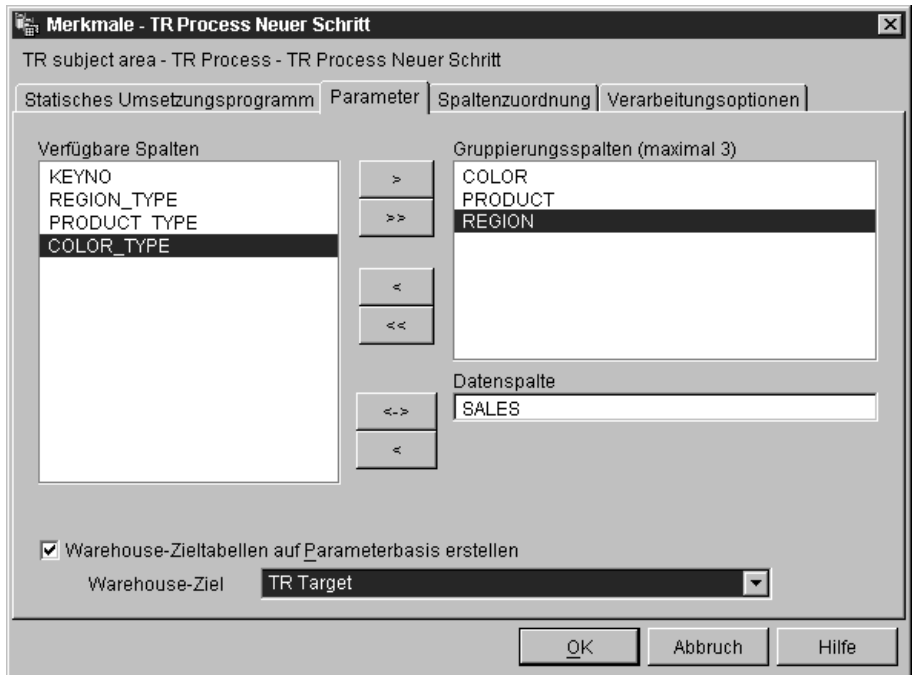 Merkmale - TR Process Neuer Schritt
TR subject area - TR Process - TR Process Neuer Schritt
Statisches Umsetzungsprogramm Parameter Spaltenzuordnung Verarbeitungsoptionen
Verfügbare Spalten
KEYNO
REGION_TYPE
PRODUCT TYPE
COLOR_TYPE
>
>>
<
<<
<->
<
Gruppierungsspalten (maximal 3)
COLOR
PRODUCT
REGION
Datenspalte
SALES
Warehouse-Zieltabellen auf Parameterbasis erstellen
Warehouse-Ziel TR Target
OK Abbruch Hilfe